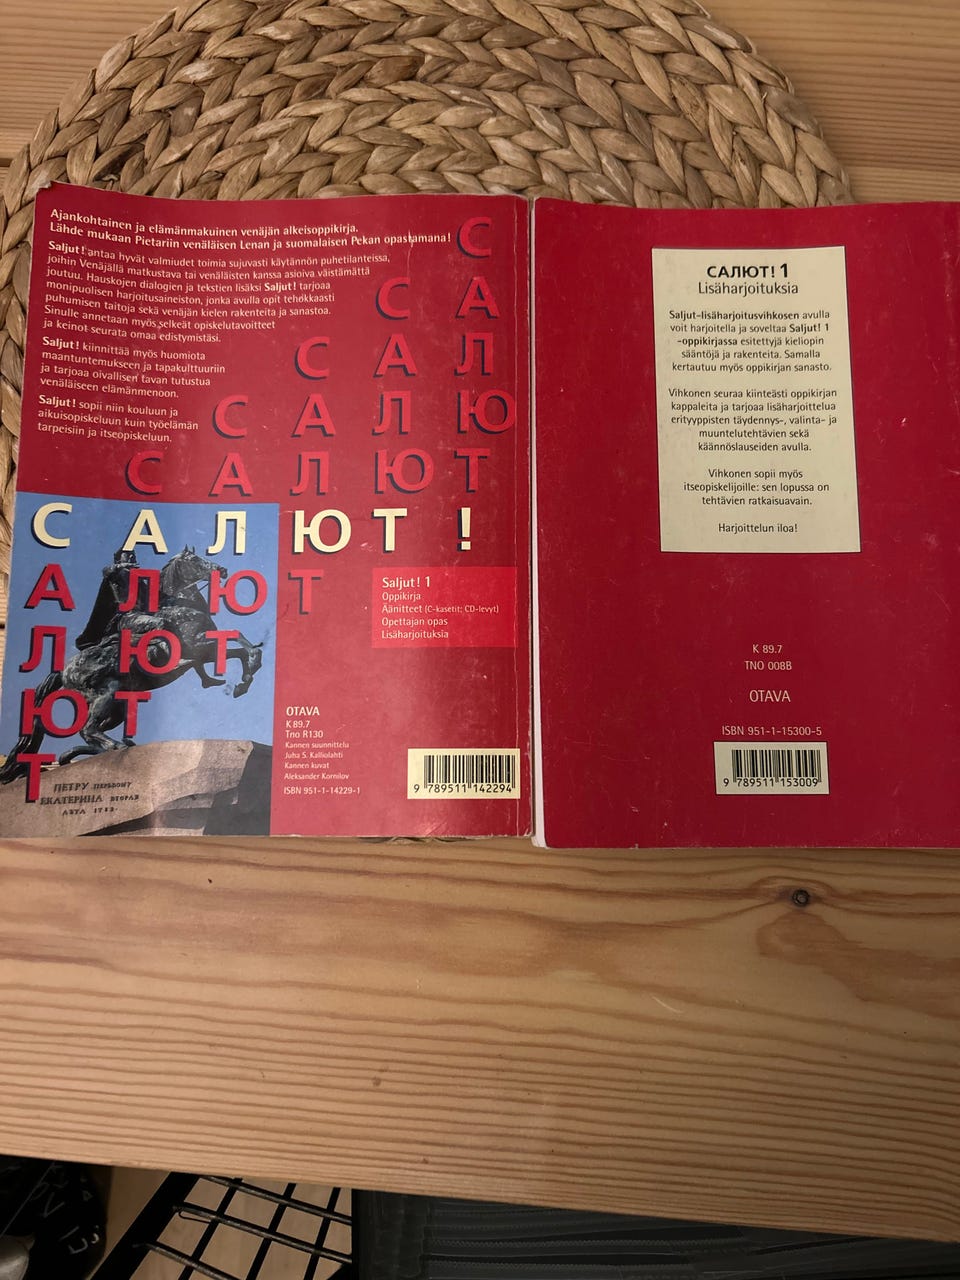 Ajankohtainen ja elämänmakuinen venäjän alkeisoppikirja.
Lähde mukaan Pietariin venäläisen Lenan ja suomalaisen Pekan opastamana!
Saljut! antaa hyvät valmiudet toimia sujuvasti käytännön puhetilanteissa,
joihin Venäjällä matkustava tai venäläisten kanssa asioiva väistämättä
joutuu. Hauskojen dialogien ja tekstien lisäksi Saljut! tarjoaa
monipuolisen harjoitusaineiston, jonka avulla opit tehokkaasti
puhumisen taitoja sekä venäjän kielen rakenteita ja sanastoa.
Sinulle annetaan myös selkeät opiskelutavoitteet
ja keinot seurata omaa edistymistäsi.
Saljut! kiinnittää myös huomiota
maantuntemukseen ja tapakulttuuriin
ja tarjoaa oivallisen tavan tutustua
venäläiseen elämänmenoon.
Saljut! sopii niin kouluun ja
aikuisopiskeluun kuin työelämän
tarpeisiin ja itseopiskeluun.
С
С А
С А Л
С А Л Ю
С А Л Ю Т
САЛЮТ!
А Л Ю Т
Л Ю Т
Ю Т
Т
ПЕТРУ ПЕРЬВОМУ
ЕКАТЕРИНА ВТОРАЯ
ЛѢТА 1782.
Saljut! 1
Oppikirja
Äänitteet (C-kasetit; CD-levyt)
Opettajan opas
Lisäharjoituksia
OTAVA
K 89.7
Tno R130
Kannen suunnittelu
Juha S. Kalliolahti
Kannen kuvat
Aleksander Kornilov
ISBN 951-1-14229-1
9 789511 142294
САЛЮТ! 1
Lisäharjoituksia
Saljut-lisäharjoitusvihkosen avulla
voit harjoitella ja soveltaa Saljut! 1
-oppikirjassa esitettyjä kieliopin
sääntöjä ja rakenteita. Samalla
kertautuu myös oppikirjan sanasto.
Vihkonen seuraa kiinteästi oppikirjan
kappaleita ja tarjoaa lisäharjoittelua
erityyppisten täydennys-, valinta- ja
muuntelutehtävien sekä
käännöslauseiden avulla.
Vihkonen sopii myös
itseopiskelijoille: sen lopussa on
tehtävien ratkaisuavain.
Harjoittelun iloa!
K 89.7
TNO 008B
OTAVA
ISBN 951-1-15300-5
9 789511 153009